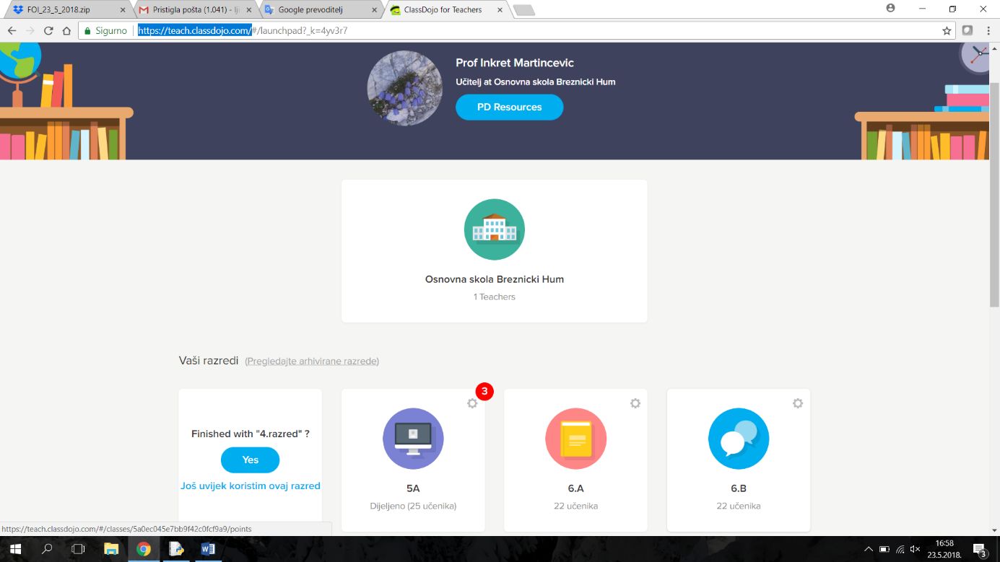 FOI_23_5_2018.zip
Pristigla pošta (1.041) - lj
Google prevoditelj
ClassDojo for Teachers
Sigurno
https://teach.classdojo.com/#/launchpad?_k=4yv3r7
Prof Inkret Martincevic
Učitelj at Osnovna skola Breznicki Hum
PD Resources
Osnovna skola Breznicki Hum
1 Teachers
Vaši razredi (Pregledajte arhivirane razrede)
Finished with "4.razred" ?
Yes
Još uvijek koristim ovaj razred
3
5A
Dijeljeno (25 učenika)
6.A
22 učenika
6.B
22 učenika
https://teach.classdojo.com/#/classes/5a0ec045e7bb9f42c0fcf9a9/points
16:58
23.5.2018.
3